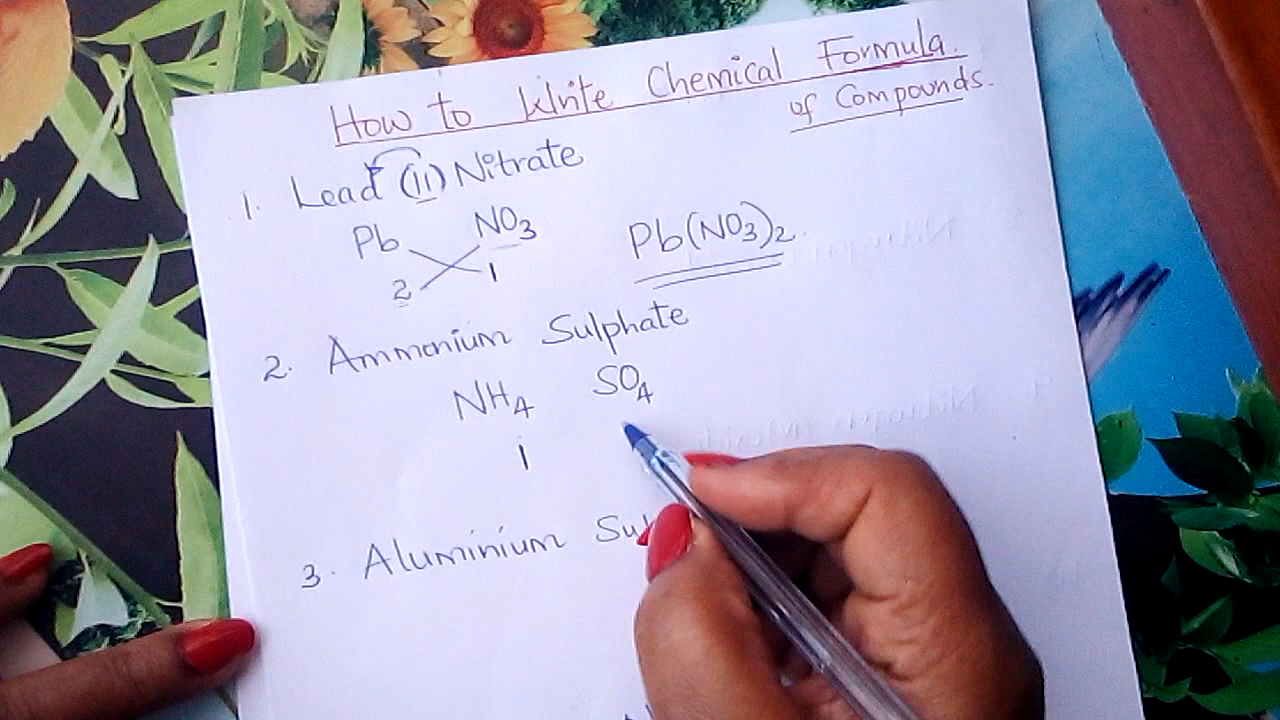 How to Write Chemical Formula
of Compounds.
1. Lead (II) Nitrate
Pb NO3
2 1
Pb(NO3)2
2. Ammonium Sulphate
NH4 SO4
1
3. Aluminium